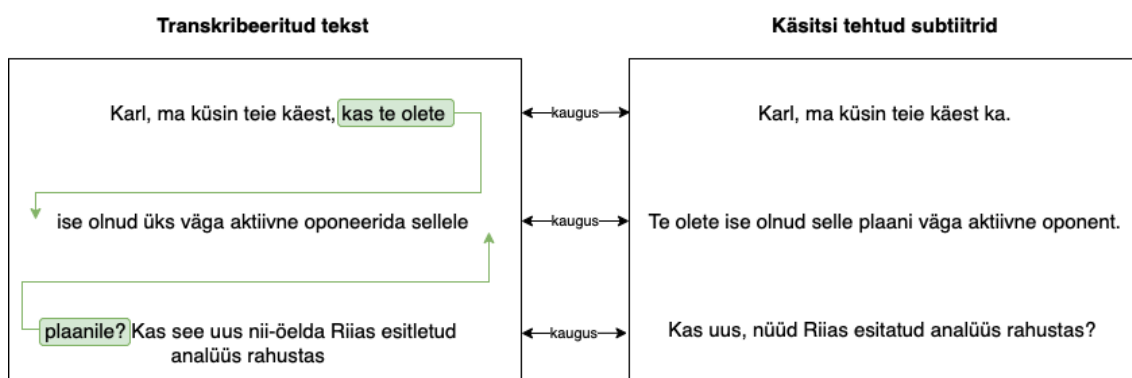 Transkribeeritud tekst
Käsitsi tehtud subtiitrid
Karl, ma küsin teie käest, kas te olete
kaugus
Karl, ma küsin teie käest ka.
ise olnud üks väga aktiivne oponeerida sellele
kaugus
Te olete ise olnud selle plaani väga aktiivne oponent.
plaanile? Kas see uus nii-öelda Riias esitletud
analüüs rahustas
kaugus
Kas uus, nüüd Riias esitatud analüüs rahustas?